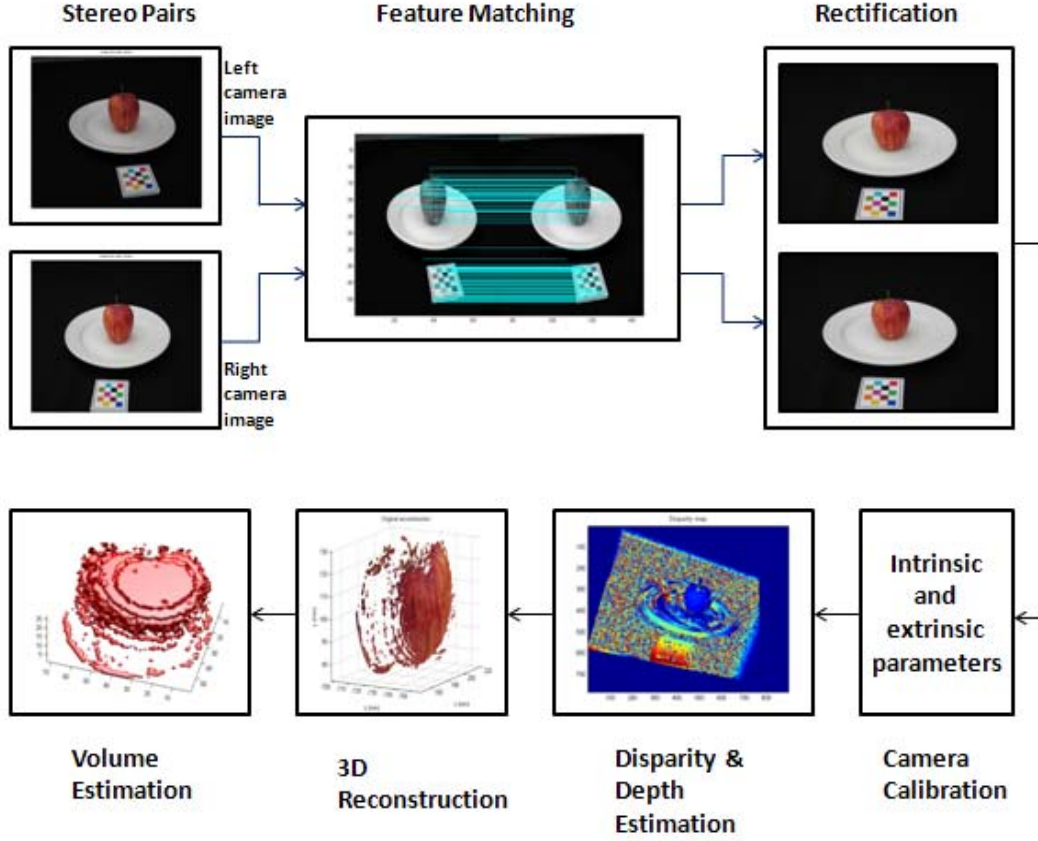 Stereo Pairs
Feature Matching
Rectification
Left
camera
image
Right
camera
image
Intrinsic
and
extrinsic
parameters
Volume
Estimation
3D
Reconstruction
Disparity &
Depth
Estimation
Camera
Calibration
Disparity map